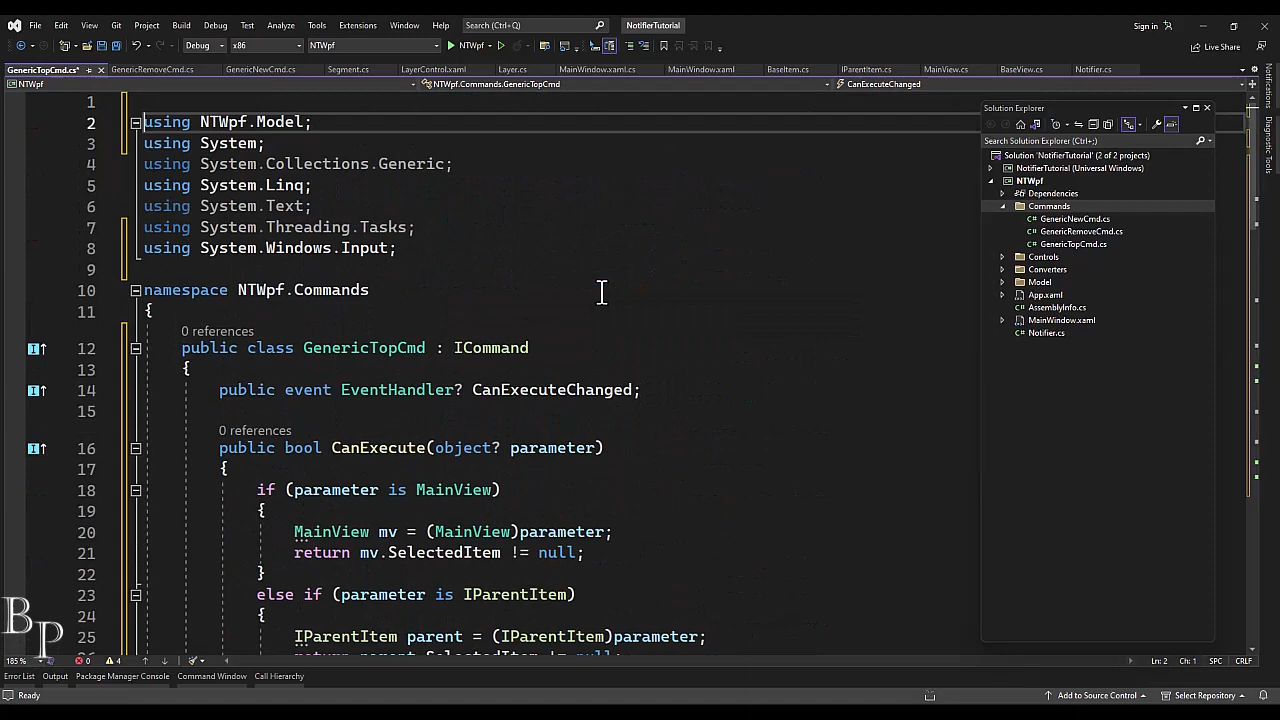 File Edit View Git Project Build Debug Test Analyze Tools Extensions Window Help Search (Ctrl+Q) NotifierTutorial Sign in
Debug x86 NTWpf NTWpf Live Share
GenericTopCmd.cs* GenericRemoveCmd.cs GenericNewCmd.cs Segment.cs LayerControl.xaml Layer.cs MainWindow.xaml.cs MainWindow.xaml BaseItem.cs IParentItem.cs MainView.cs BaseView.cs Notifier.cs
NTWpf NTWpf.Commands.GenericTopCmd CanExecuteChanged
1
2 using NTWpf.Model;
3 using System;
4 using System.Collections.Generic;
5 using System.Linq;
6 using System.Text;
7 using System.Threading.Tasks;
8 using System.Windows.Input;
9
10 namespace NTWpf.Commands
11 {
0 references
12 public class GenericTopCmd : ICommand
13 {
14 public event EventHandler? CanExecuteChanged;
15
0 references
16 public bool CanExecute(object? parameter)
17 {
18 if (parameter is MainView)
19 {
20 MainView mv = (MainView)parameter;
21 return mv.SelectedItem != null;
22 }
23 else if (parameter is IParentItem)
24 {
25 IParentItem parent = (IParentItem)parameter;
Solution Explorer
Search Solution Explorer (Ctrl+;)
Solution 'NotifierTutorial' (2 of 2 projects)
NotifierTutorial (Universal Windows)
NTWpf
Dependencies
Commands
GenericNewCmd.cs
GenericRemoveCmd.cs
GenericTopCmd.cs
Controls
Converters
Model
App.xaml
AssemblyInfo.cs
MainWindow.xaml
Notifier.cs
Notifications
Diagnostic Tools
BP
185 % 0 4 Ln: 2 Ch: 1 SPC CRLF
Error List Output Package Manager Console Command Window Call Hierarchy
Ready Add to Source Control Select Repository